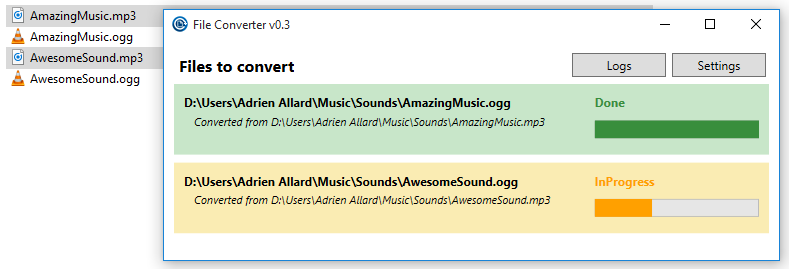 AmazingMusic.mp3
AmazingMusic.ogg
AwesomeSound.mp3
AwesomeSound.ogg
File Converter v0.3
Files to convert
Logs
Settings
D:\Users\Adrien Allard\Music\Sounds\AmazingMusic.ogg
Done
Converted from D:\Users\Adrien Allard\Music\Sounds\AmazingMusic.mp3
D:\Users\Adrien Allard\Music\Sounds\AwesomeSound.ogg
InProgress
Converted from D:\Users\Adrien Allard\Music\Sounds\AwesomeSound.mp3